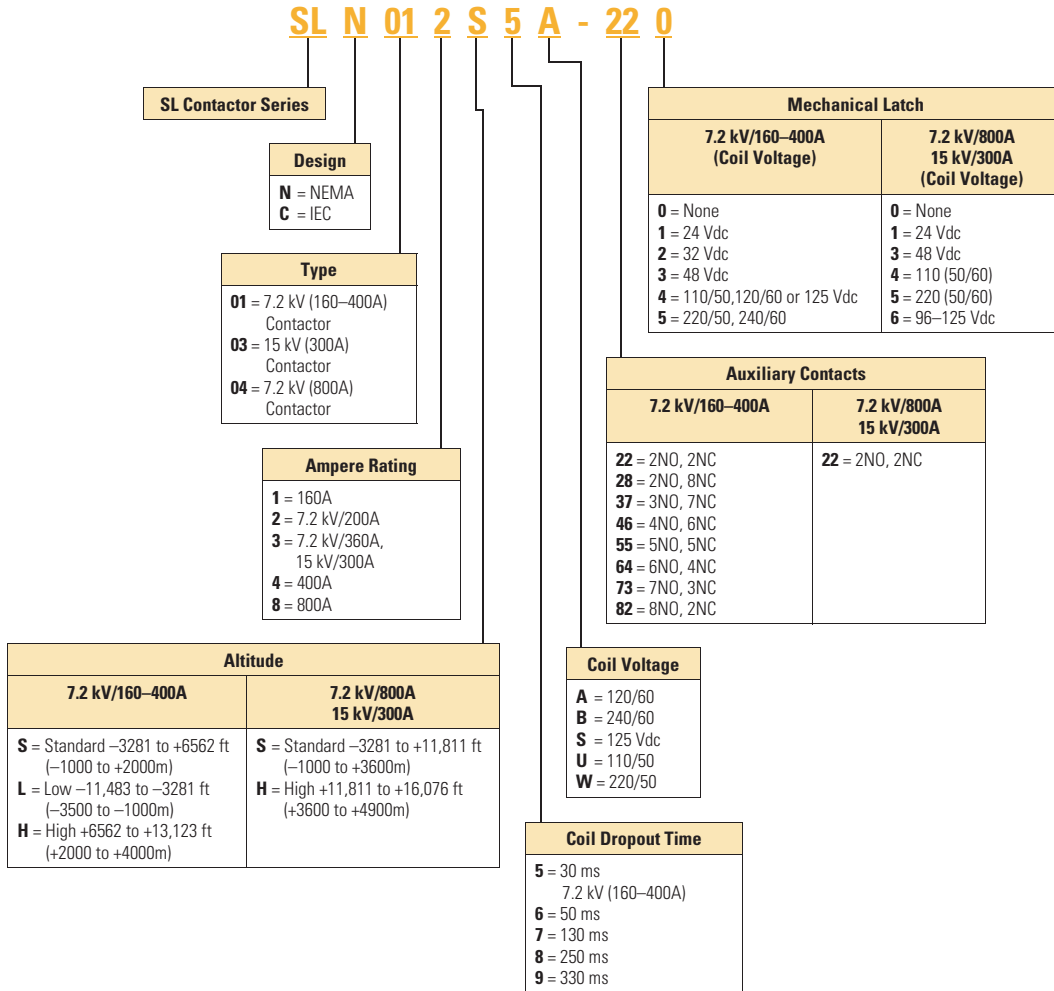 SL N 01 2 S 5 A - 22 0
SL Contactor Series
Design
N = NEMA
C = IEC
Type
01 = 7.2 kV (160–400A)
Contactor
03 = 15 kV (300A)
Contactor
04 = 7.2 kV (800A)
Contactor
Ampere Rating
1 = 160A
2 = 7.2 kV/200A
3 = 7.2 kV/360A,
15 kV/300A
4 = 400A
8 = 800A
Altitude
7.2 kV/160–400A
S = Standard –3281 to +6562 ft
(–1000 to +2000m)
L = Low –11,483 to –3281 ft
(–3500 to –1000m)
H = High +6562 to +13,123 ft
(+2000 to +4000m)
7.2 kV/800A
15 kV/300A
S = Standard –3281 to +11,811 ft
(–1000 to +3600m)
H = High +11,811 to +16,076 ft
(+3600 to +4900m)
Coil Dropout Time
5 = 30 ms
7.2 kV (160–400A)
6 = 50 ms
7 = 130 ms
8 = 250 ms
9 = 330 ms
Coil Voltage
A = 120/60
B = 240/60
S = 125 Vdc
U = 110/50
W = 220/50
Auxiliary Contacts
7.2 kV/160–400A
22 = 2NO, 2NC
28 = 2NO, 8NC
37 = 3NO, 7NC
46 = 4NO, 6NC
55 = 5NO, 5NC
64 = 6NO, 4NC
73 = 7NO, 3NC
82 = 8NO, 2NC
7.2 kV/800A
15 kV/300A
22 = 2NO, 2NC
Mechanical Latch
7.2 kV/160–400A
(Coil Voltage)
0 = None
1 = 24 Vdc
2 = 32 Vdc
3 = 48 Vdc
4 = 110/50,120/60 or 125 Vdc
5 = 220/50, 240/60
7.2 kV/800A
15 kV/300A
(Coil Voltage)
0 = None
1 = 24 Vdc
3 = 48 Vdc
4 = 110 (50/60)
5 = 220 (50/60)
6 = 96–125 Vdc